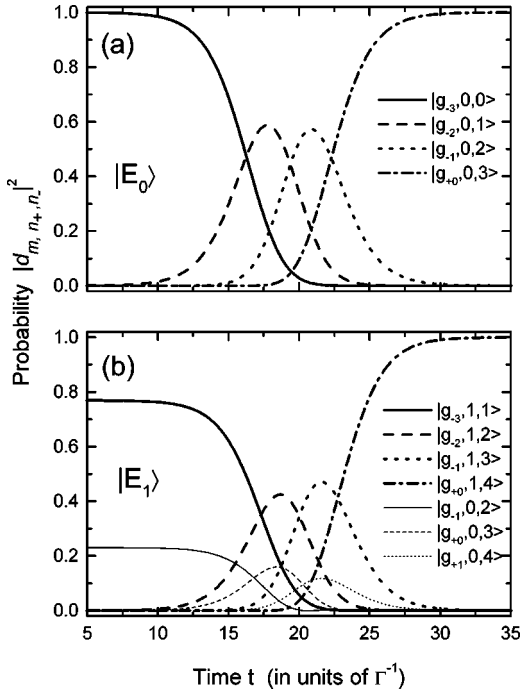 1.0
(a)
0.8
|g₋₃,0,0>
|g₋₂,0,1>
0.6
|g₋₁,0,2>
|g₊₀,0,3>
|E₀⟩
0.4
0.2
0.0
Probability |d_{m, n₊, n₋}|²
1.0
(b)
0.8
|g₋₃,1,1>
|g₋₂,1,2>
0.6
|g₋₁,1,3>
|g₊₀,1,4>
|E₁⟩
|g₋₁,0,2>
0.4
|g₊₀,0,3>
|g₊₁,0,4>
0.2
0.0
5 10 15 20 25 30 35
Time t (in units of Γ⁻¹)